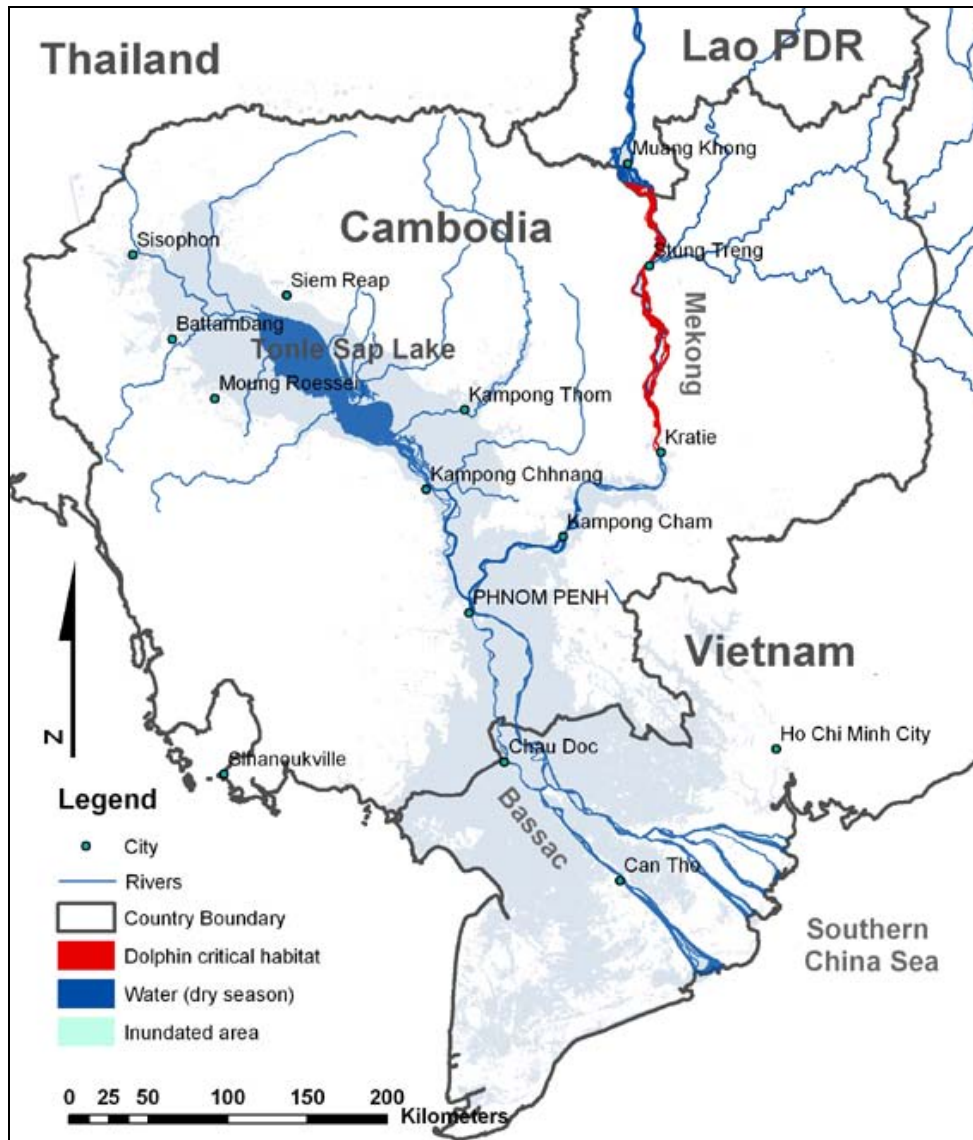 Thailand
Lao PDR
Muang Khong
Cambodia
Sisophon
Stung Treng
Siem Reap
Mekong
Battambang
Tonle Sap Lake
Moung Roessel
Kampong Thom
Kratie
Kampong Chhnang
Kampong Cham
PHNOM PENH
Vietnam
N
Ho Chi Minh City
Chau Doc
Sihanoukville
Bassac
Can Tho
Southern
China Sea
Legend
City
Rivers
Country Boundary
Dolphin critical habitat
Water (dry season)
Inundated area
0 25 50 100 150 200
Kilometers